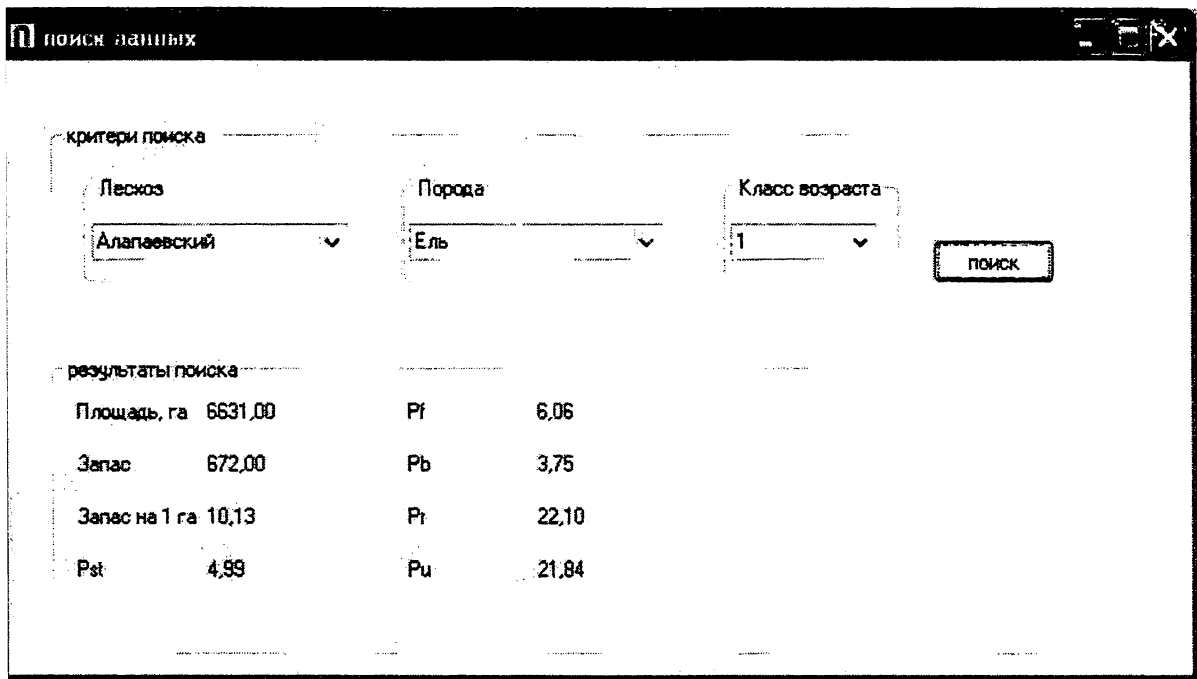 поиск данных
критери поиска
Лесхоз Порода Класс возраста
Алапаевский Ель 1
поиск
результаты поиска
Площадь, га 6631,00 Pf 6,06
Запас 672,00 Pb 3,75
Запас на 1 га 10,13 Pr 22,10
Pst 4,99 Pu 21,84